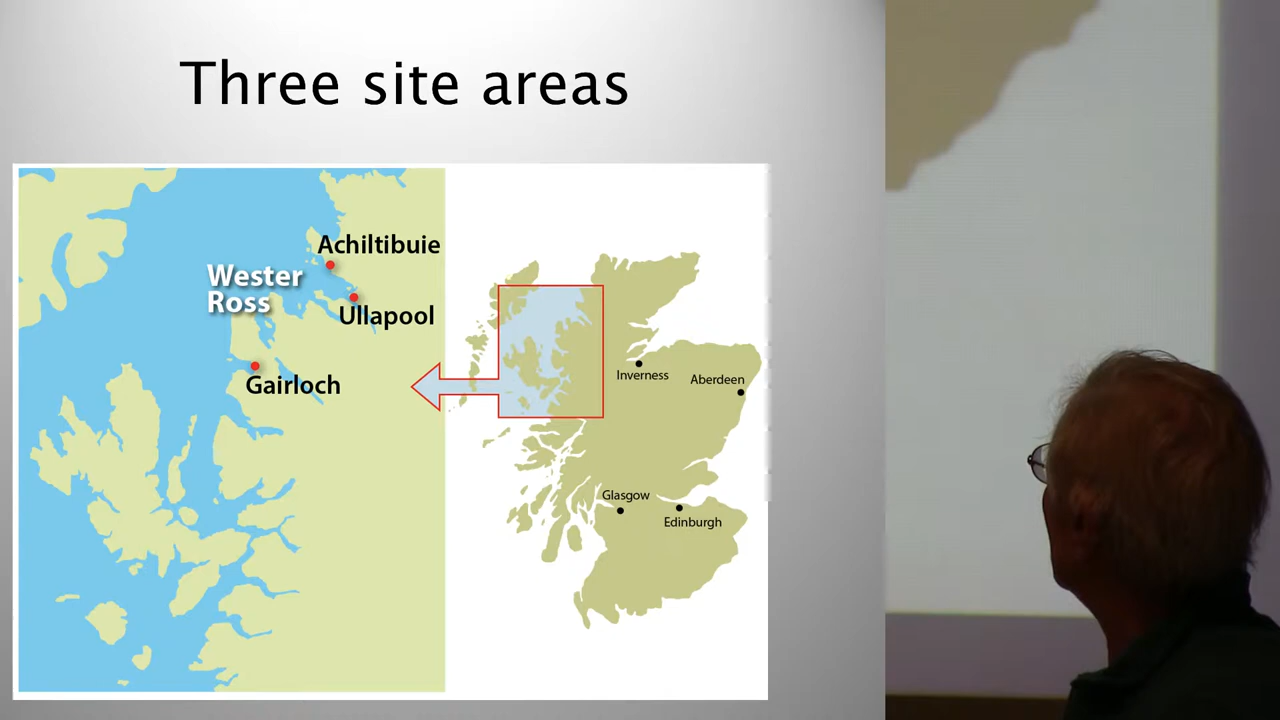 Three site areas
Achiltibuie
Wester
Ross
Ullapool
Gairloch
Inverness
Aberdeen
Glasgow
Edinburgh